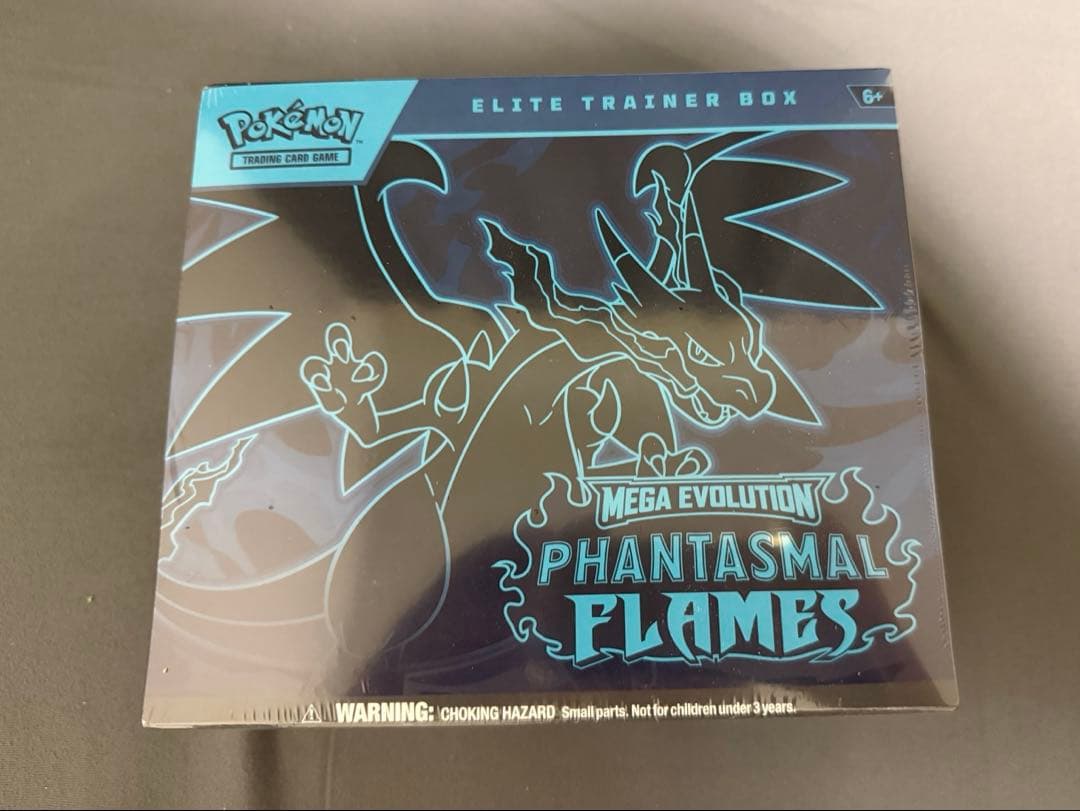 POKéMON™
TRADING CARD GAME
ELITE TRAINER BOX
6+
MEGA EVOLUTION
PHANTASMAL
FLAMES
WARNING: CHOKING HAZARD Small parts. Not for children under 3 years.